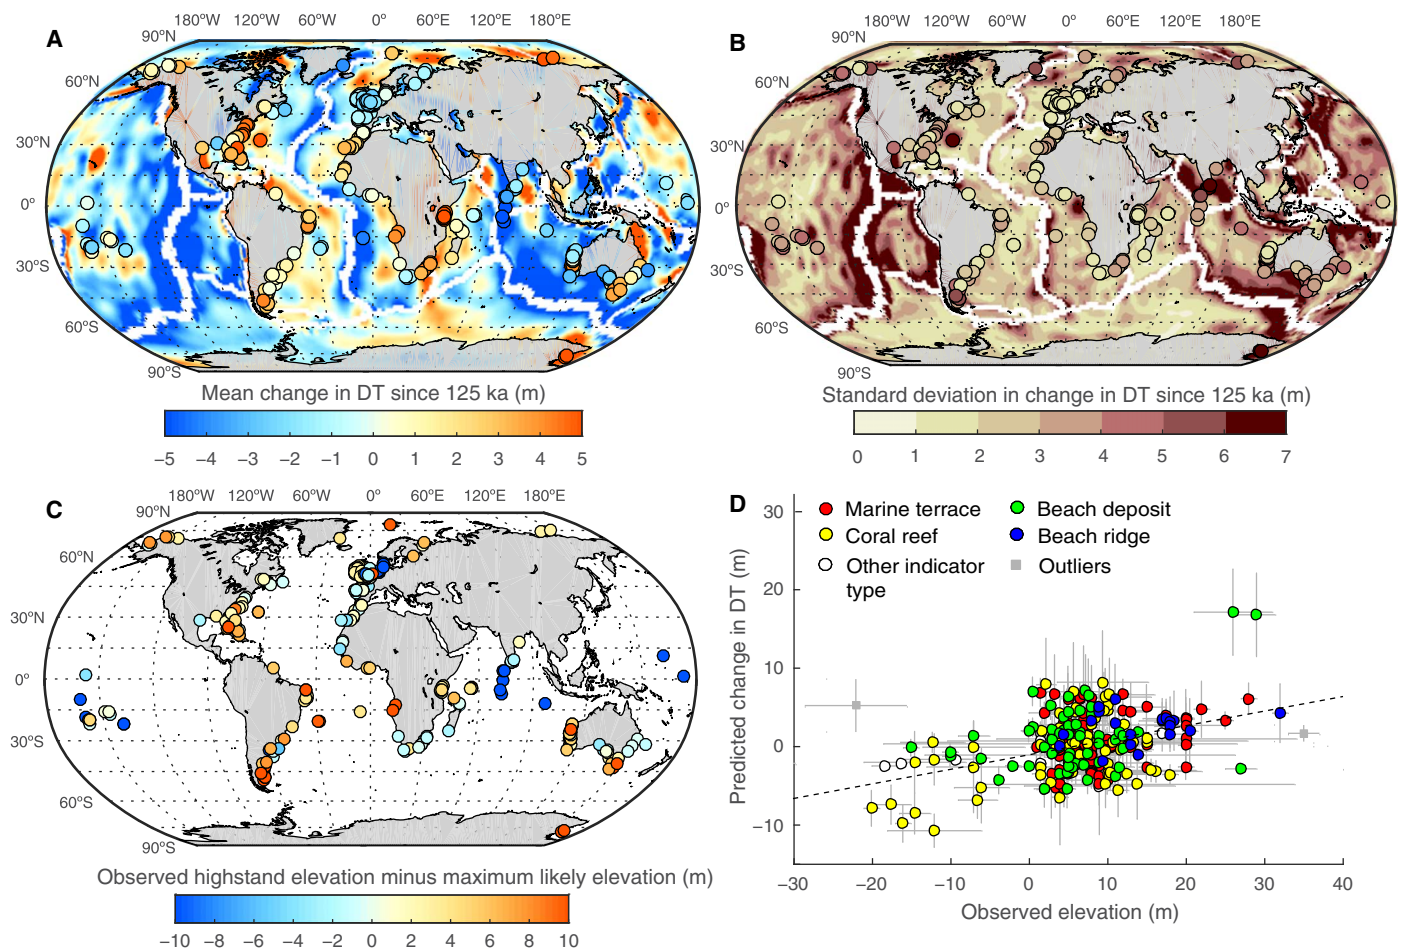 A
180°W 120°W 60°W 0° 60°E 120°E 180°E
90°N
60°N
30°N
0°
30°S
60°S
90°S
Mean change in DT since 125 ka (m)
−5 −4 −3 −2 −1 0 1 2 3 4 5
B
180°W 120°W 60°W 0° 60°E 120°E 180°E
90°N
60°N
30°N
0°
30°S
60°S
90°S
Standard deviation in change in DT since 125 ka (m)
0 1 2 3 4 5 6 7
C
180°W 120°W 60°W 0° 60°E 120°E 180°E
90°N
60°N
30°N
0°
30°S
60°S
90°S
Observed highstand elevation minus maximum likely elevation (m)
−10 −8 −6 −4 −2 0 2 4 6 8 10
D
Marine terrace
Coral reef
Other indicator
type
Beach deposit
Beach ridge
Outliers
Predicted change in DT (m)
30
20
10
0
−10
−30 −20 −10 0 10 20 30 40
Observed elevation (m)